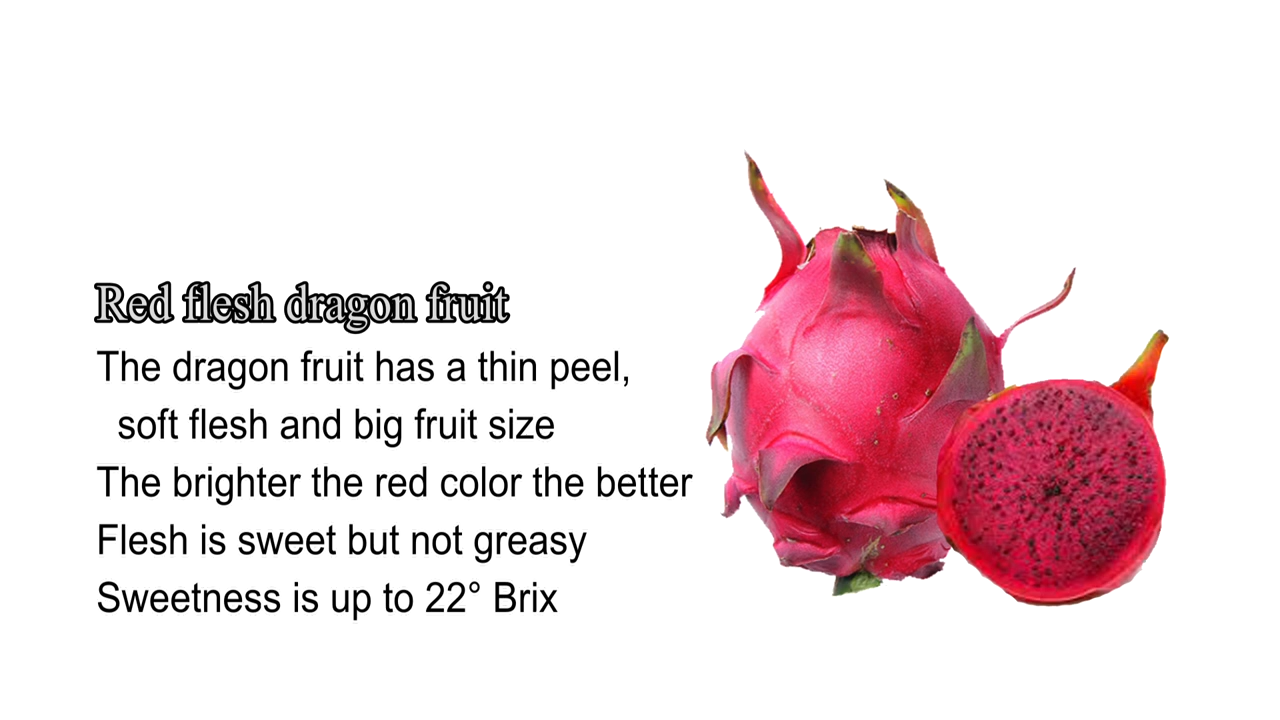 Red flesh dragon fruit
The dragon fruit has a thin peel,
soft flesh and big fruit size
The brighter the red color the better
Flesh is sweet but not greasy
Sweetness is up to 22° Brix